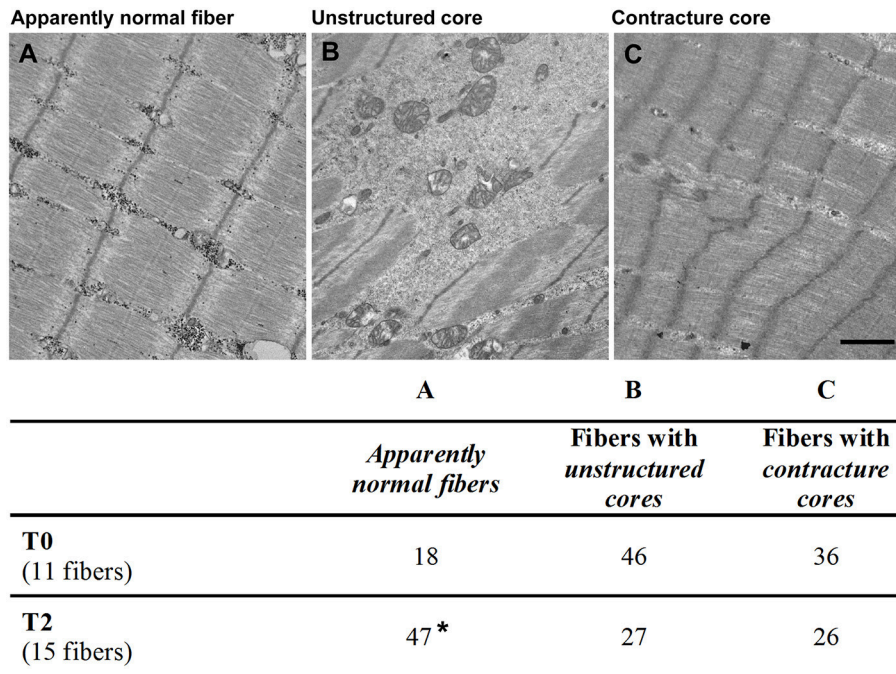 Apparently normal fiber
Unstructured core
Contracture core
A
B
C
A
B
C
Apparently
normal fibers
Fibers with
unstructured
cores
Fibers with
contracture
cores
T0
(11 fibers)
18
46
36
T2
(15 fibers)
47 *
27
26